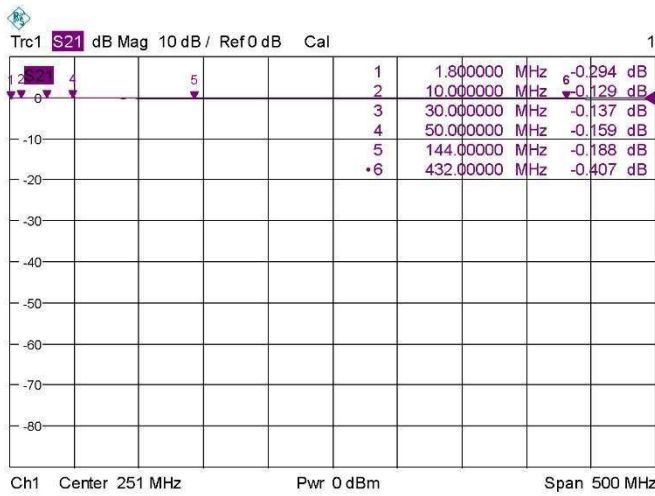 R&S
Trc1 S21 dB Mag 10 dB / Ref 0 dB Cal 1
1 2 S21 4 5 6
1 1.800000 MHz -0.294 dB
2 10.000000 MHz -0.129 dB
3 30.000000 MHz -0.137 dB
4 50.000000 MHz -0.159 dB
5 144.00000 MHz -0.188 dB
•6 432.00000 MHz -0.407 dB
0
-10
-20
-30
-40
-50
-60
-70
-80
Ch1 Center 251 MHz Pwr 0 dBm Span 500 MHz